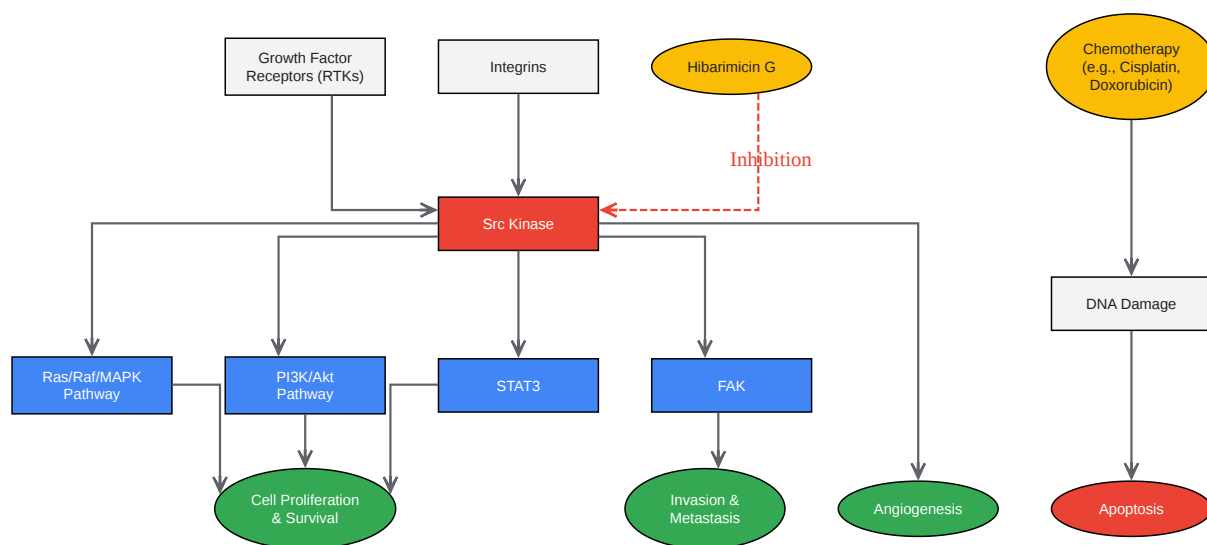 Growth Factor
Receptors (RTKs)
Integrins
Hibarimicin G
Chemotherapy
(e.g., Cisplatin,
Doxorubicin)
Inhibition
Src Kinase
DNA Damage
Ras/Raf/MAPK
Pathway
PI3K/Akt
Pathway
STAT3
FAK
Cell Proliferation
& Survival
Invasion &
Metastasis
Angiogenesis
Apoptosis